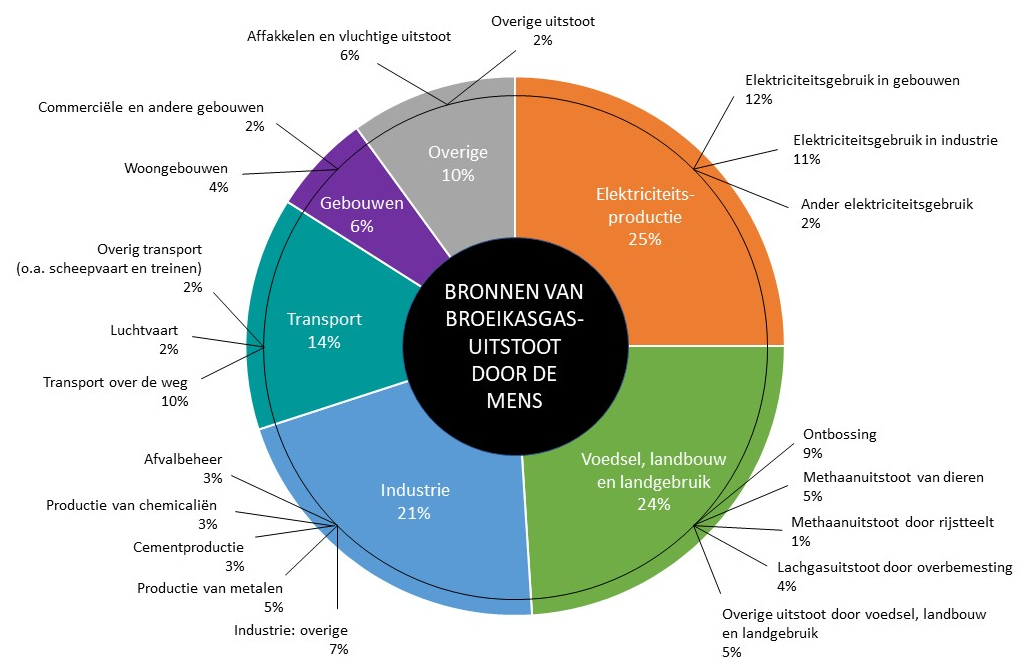 Overige uitstoot
2%
Affakkelen en vluchtige uitstoot
6%
Elektriciteitsgebruik in gebouwen
12%
Commerciële en andere gebouwen
2%
Elektriciteitsgebruik in industrie
11%
Overige
10%
Woongebouwen
4%
Elektriciteits-
productie
25%
Ander elektriciteitsgebruik
2%
Gebouwen
6%
Overig transport
(o.a. scheepvaart en treinen)
2%
BRONNEN VAN
BROEIKASGAS-
UITSTOOT
DOOR DE
MENS
Transport
14%
Luchtvaart
2%
Transport over de weg
10%
Ontbossing
9%
Afvalbeheer
3%
Voedsel, landbouw
en landgebruik
24%
Methaanuitstoot van dieren
5%
Industrie
21%
Productie van chemicaliën
3%
Methaanuitstoot door rijstteelt
1%
Cementproductie
3%
Lachgasuitstoot door overbemesting
4%
Productie van metalen
5%
Overige uitstoot door voedsel, landbouw
en landgebruik
5%
Industrie: overige
7%